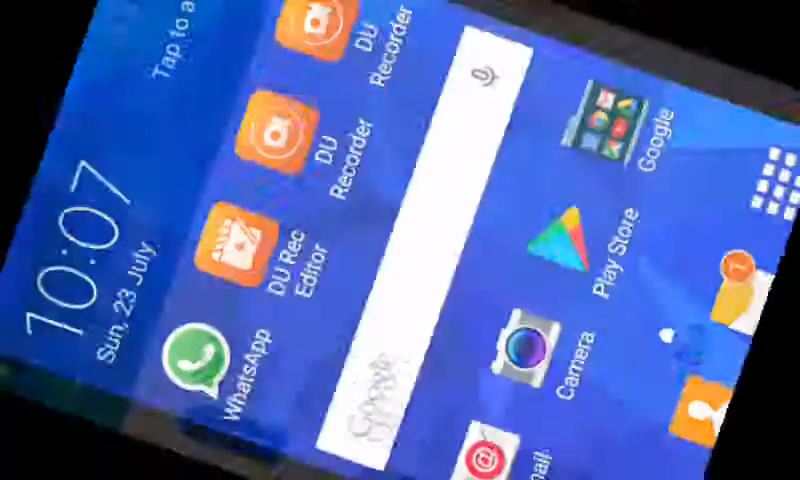 10:07
Sun, 23 July
Tap to a
WhatsApp
DU Rec
Editor
DU
Recorder
DU
Recorder
Google
Camera
Play Store
Google